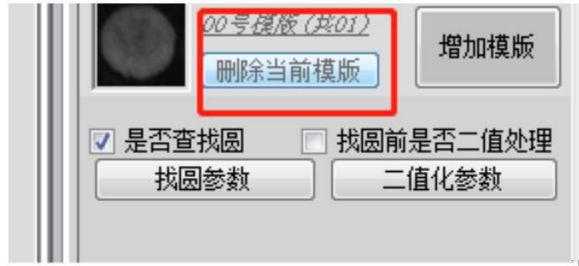 00号模版(共01)
增加模版
删除当前模版
是否查找圆 找圆前是否二值处理
找圆参数 二值化参数